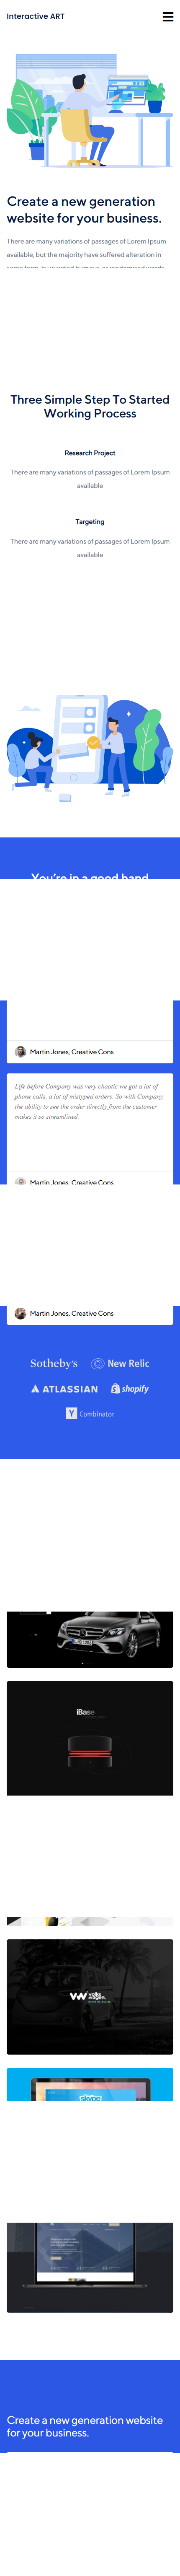 Interactive ART
Create a new generation
website for your business.
There are many variations of passages of Lorem Ipsum
available, but the majority have suffered alteration in
Three Simple Step To Started
Working Process
Research Project
There are many variations of passages of Lorem Ipsum
available
Targeting
There are many variations of passages of Lorem Ipsum
available
You're in a good hand
Martin Jones, Creative Cons
Life before Company was very chaotic we got a lot of
phone calls, a lot of mistyped orders. So with Company,
the ability to see the order directly from the customer
makes it so streamlined.
Martin Jones, Creative Cons
Martin Jones, Creative Cons
Sotheby's
New Relic
ATLASSIAN
shopify
Y Combinator
iBase
Create a new generation website
for your business.